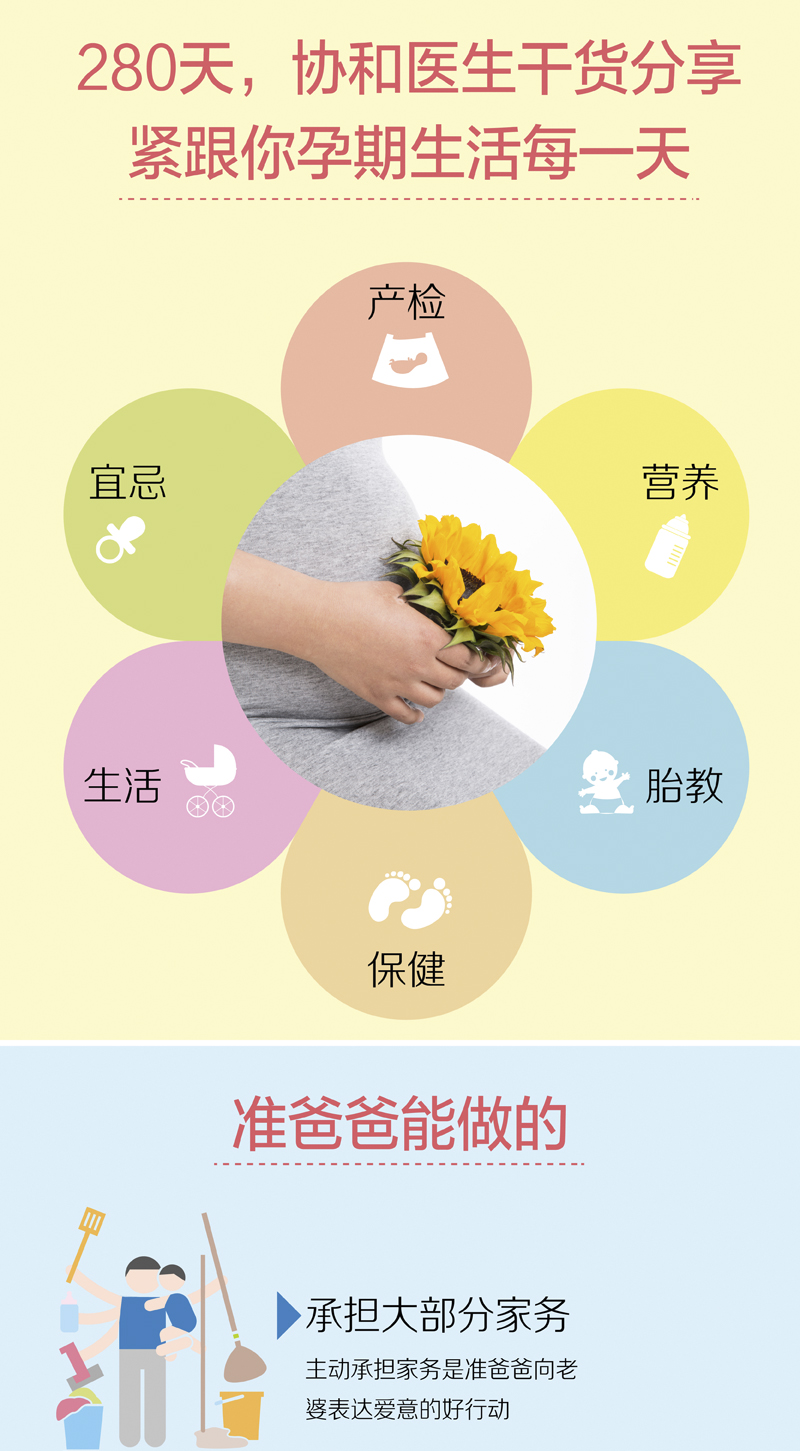 280天，协和医生干货分享
紧跟你孕期生活每一天
产检
宜忌
营养
生活
胎教
保健
准爸爸能做的
承担大部分家务
主动承担家务是准爸爸向老
婆表达爱意的好行动